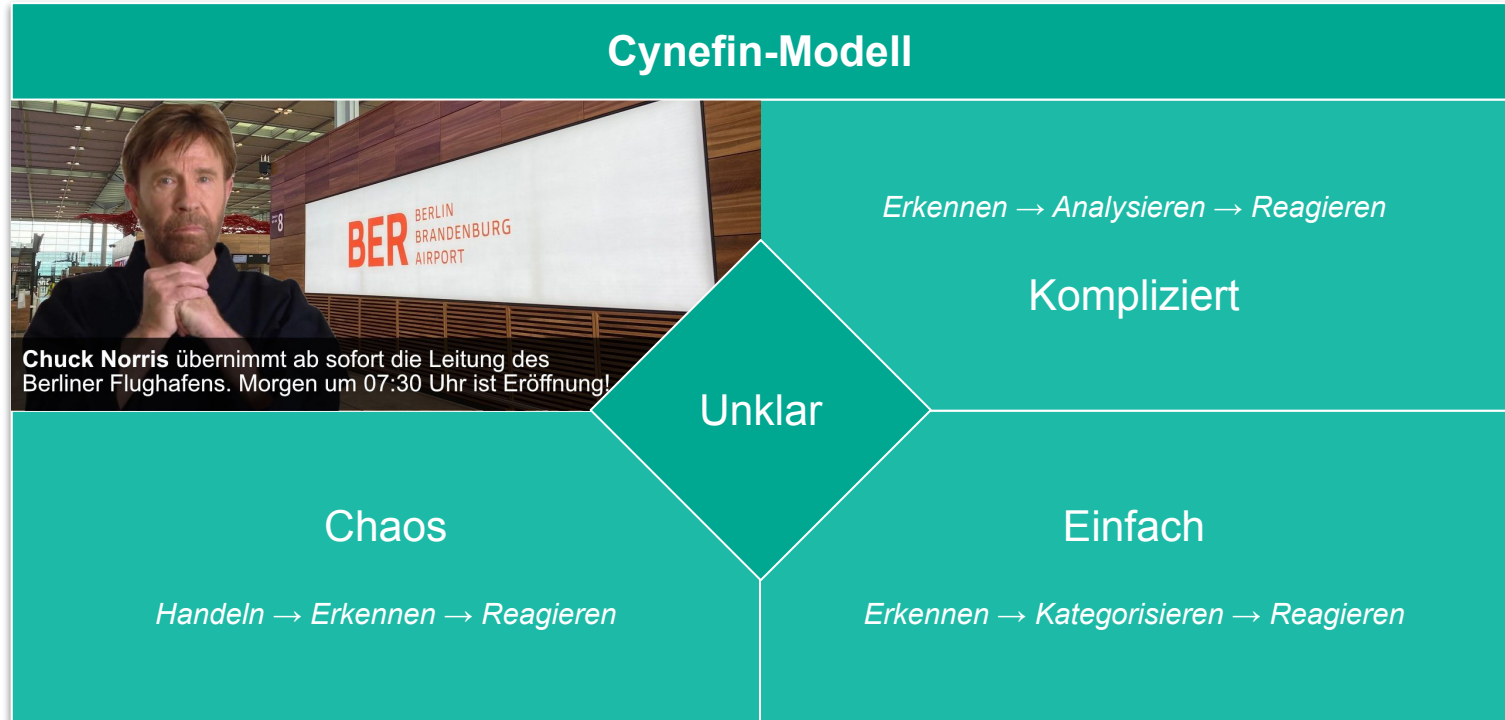 Cynefin-Modell
8
BER
BERLIN
BRANDENBURG
AIRPORT
Chuck Norris übernimmt ab sofort die Leitung des
Berliner Flughafens. Morgen um 07:30 Uhr ist Eröffnung!
Erkennen → Analysieren → Reagieren
Kompliziert
Unklar
Chaos
Handeln → Erkennen → Reagieren
Einfach
Erkennen → Kategorisieren → Reagieren